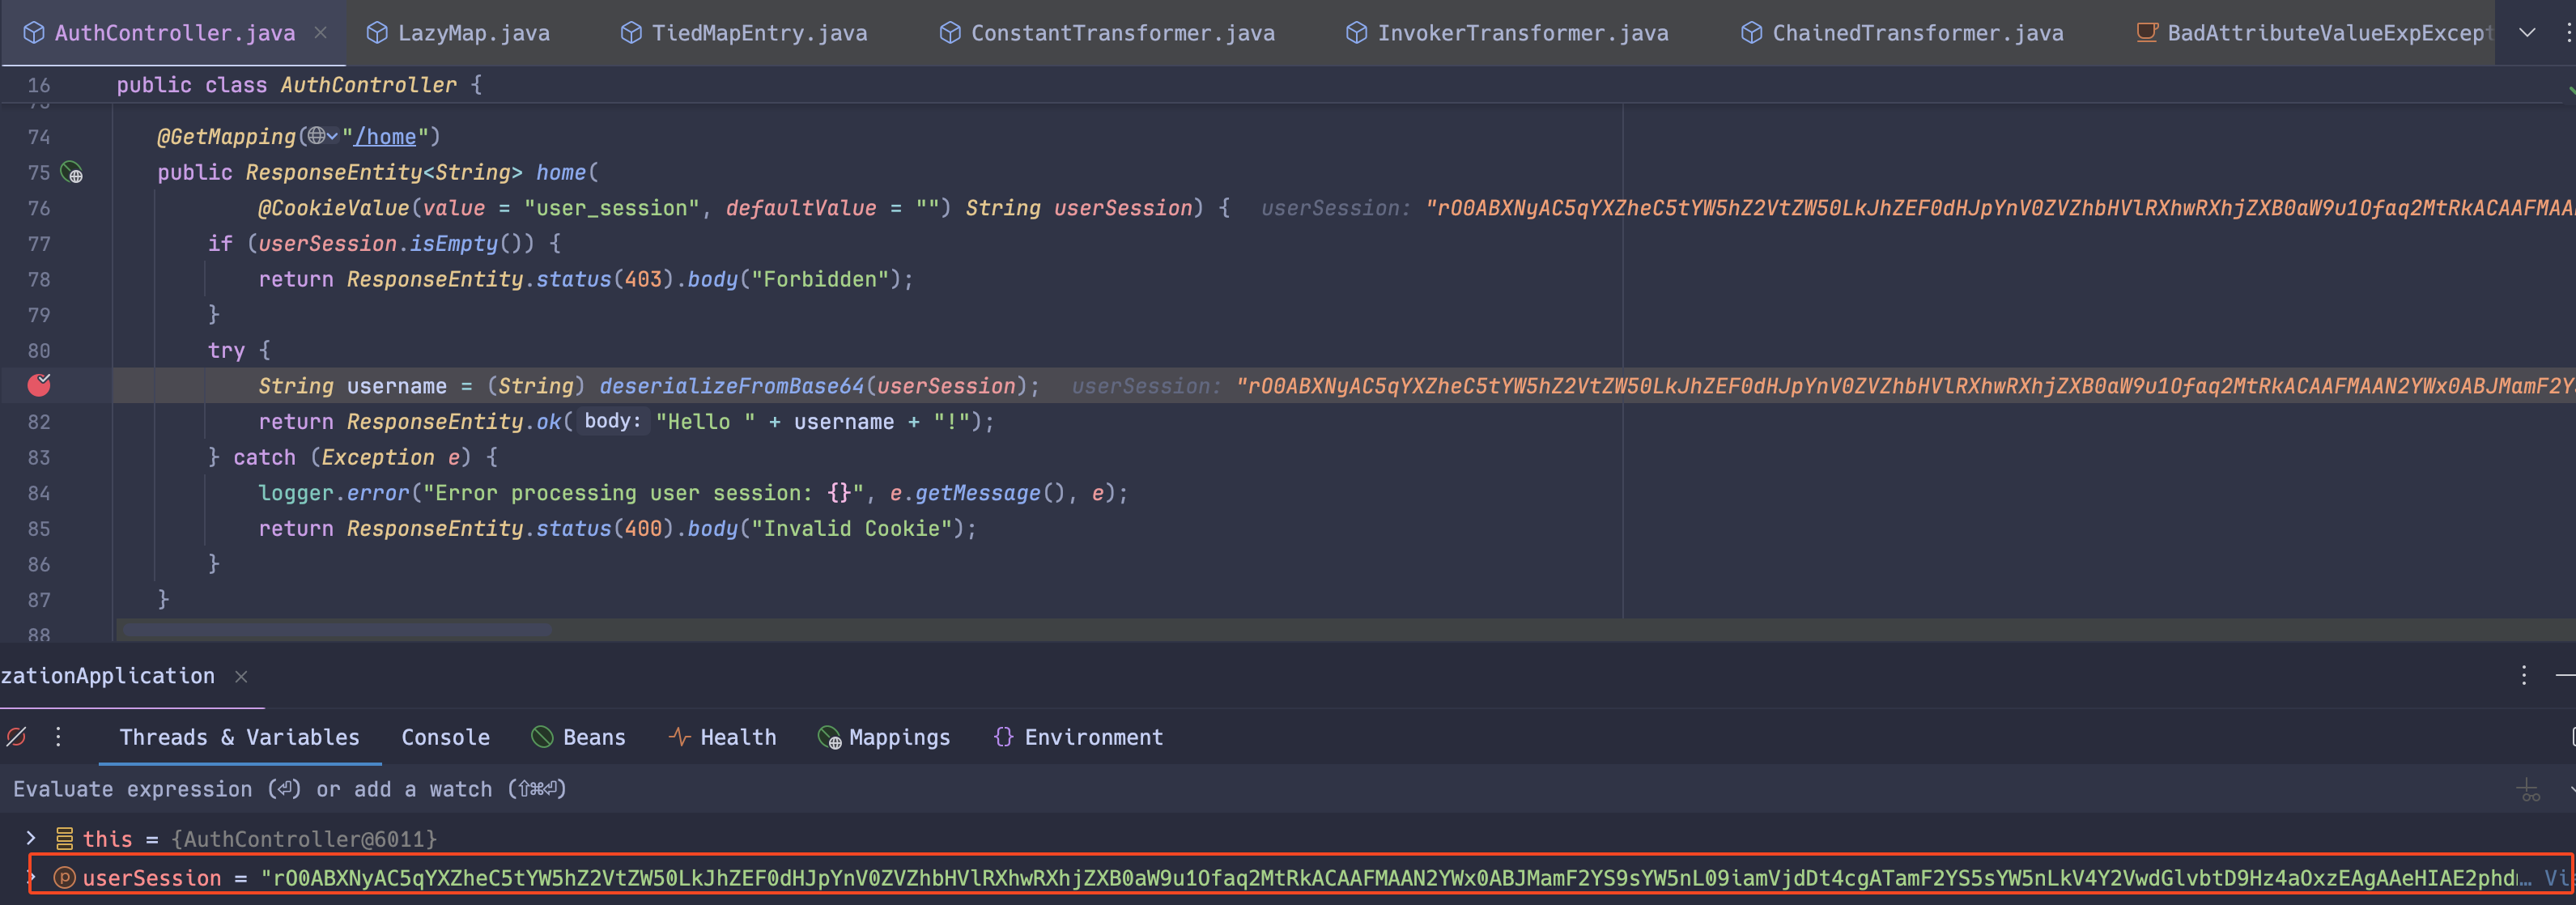 AuthController.java LazyMap.java TiedMapEntry.java ConstantTransformer.java InvokerTransformer.java ChainedTransformer.java BadAttributeValueExpExcept
16 public class AuthController {
74 @GetMapping("/home")
75 public ResponseEntity<String> home(
76 @CookieValue(value = "user_session", defaultValue = "") String userSession) { userSession: "rO0ABXNyAC5qYXZheC5tYW5hZ2VtZW50LkJhZEF0dHJpYnV0ZVZhbHVlRXhwRXhjZXB0aW9u1Ofaq2MtRkACAAFMAA
77 if (userSession.isEmpty()) {
78 return ResponseEntity.status(403).body("Forbidden");
79 }
80 try {
String username = (String) deserializeFromBase64(userSession); userSession: "rO0ABXNyAC5qYXZheC5tYW5hZ2VtZW50LkJhZEF0dHJpYnV0ZVZhbHVlRXhwRXhjZXB0aW9u1Ofaq2MtRkACAAFMAAN2YWx0ABJMamF2Y
82 return ResponseEntity.ok( body: "Hello " + username + "!");
83 } catch (Exception e) {
84 logger.error("Error processing user session: {}", e.getMessage(), e);
85 return ResponseEntity.status(400).body("Invalid Cookie");
86 }
87 }
88
zationApplication
Threads & Variables Console Beans Health Mappings Environment
Evaluate expression (⏎) or add a watch (⇧⌘⏎)
this = {AuthController@6011}
userSession = "rO0ABXNyAC5qYXZheC5tYW5hZ2VtZW50LkJhZEF0dHJpYnV0ZVZhbHVlRXhwRXhjZXB0aW9u1Ofaq2MtRkACAAFMAAN2YWx0ABJMamF2YS9sYW5nL09iamVjdDt4cgATamF2YS5sYW5nLkV4Y2VwdGlvbtD9Hz4aOxzEAgAAeHIAE2phd… Vi